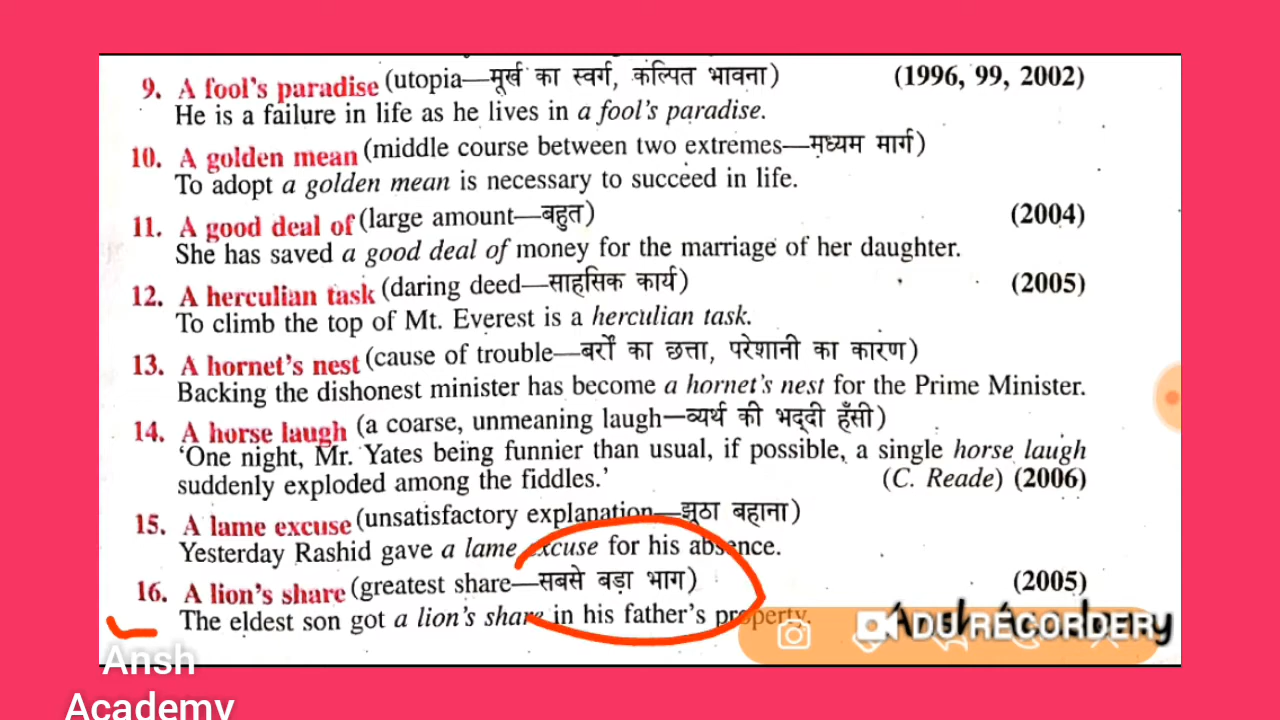 9. A fool's paradise (utopia—मूर्ख का स्वर्ग, कल्पित भावना) (1996, 99, 2002)
He is a failure in life as he lives in a fool's paradise.
10. A golden mean (middle course between two extremes—मध्यम मार्ग)
To adopt a golden mean is necessary to succeed in life.
11. A good deal of (large amount—बहुत) (2004)
She has saved a good deal of money for the marriage of her daughter.
12. A herculian task (daring deed—साहसिक कार्य) (2005)
To climb the top of Mt. Everest is a herculian task.
13. A hornet's nest (cause of trouble—बर्रों का छत्ता, परेशानी का कारण)
Backing the dishonest minister has become a hornet's nest for the Prime Minister.
14. A horse laugh (a coarse, unmeaning laugh—व्यर्थ की भद्दी हँसी)
'One night, Mr. Yates being funnier than usual, if possible, a single horse laugh
suddenly exploded among the fiddles.' (C. Reade) (2006)
15. A lame excuse (unsatisfactory explanation—झूठा बहाना)
Yesterday Rashid gave a lame excuse for his absence.
16. A lion's share (greatest share—सबसे बड़ा भाग) (2005)
The eldest son got a lion's share in his father's property.
Ansh Academy
DU RECORDER
Ansh
Academy